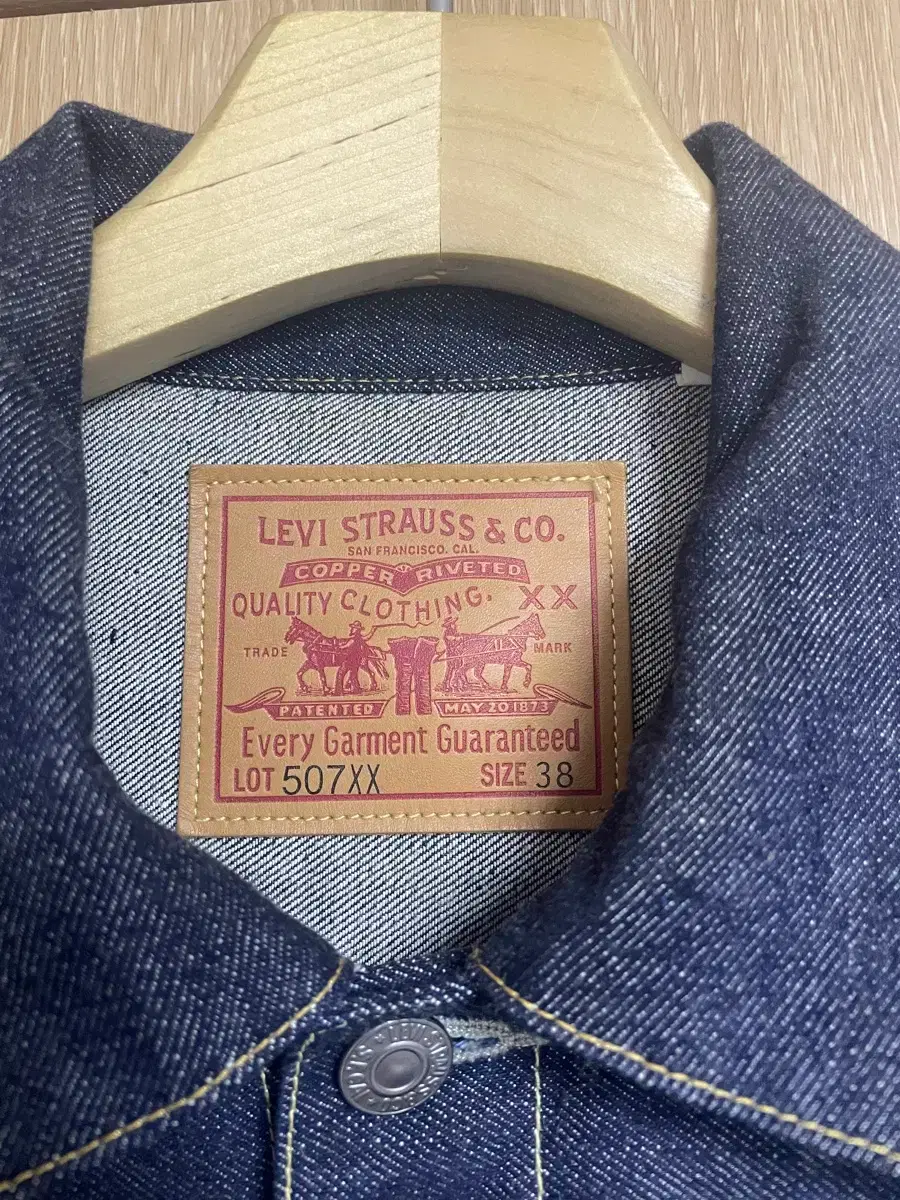 LEVI STRAUSS & CO.
SAN FRANCISCO. CAL.
COPPER RIVETED
QUALITY CLOTHING. XX
TRADE MARK
PATENTED MAY 20 1873
Every Garment Guaranteed
LOT 507XX SIZE 38